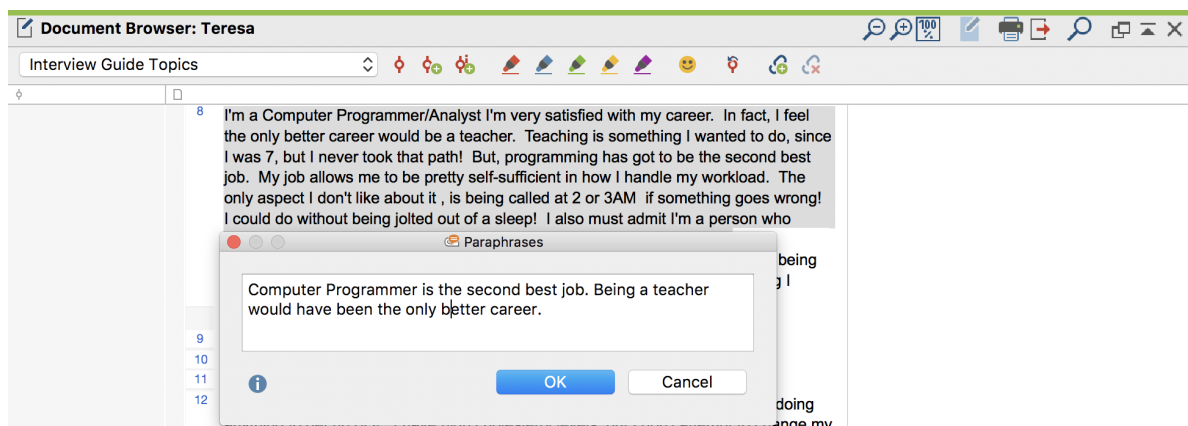 Document Browser: Teresa
100 %
Interview Guide Topics
8
I'm a Computer Programmer/Analyst I'm very satisfied with my career. In fact, I feel
the only better career would be a teacher. Teaching is something I wanted to do, since
I was 7, but I never took that path! But, programming has got to be the second best
job. My job allows me to be pretty self-sufficient in how I handle my workload. The
only aspect I don't like about it , is being called at 2 or 3AM if something goes wrong!
I could do without being jolted out of a sleep! I also must admit I'm a person who
Paraphrases
being
g I
Computer Programmer is the second best job. Being a teacher
would have been the only better career.
9
10
11
12
OK
Cancel
doing
my